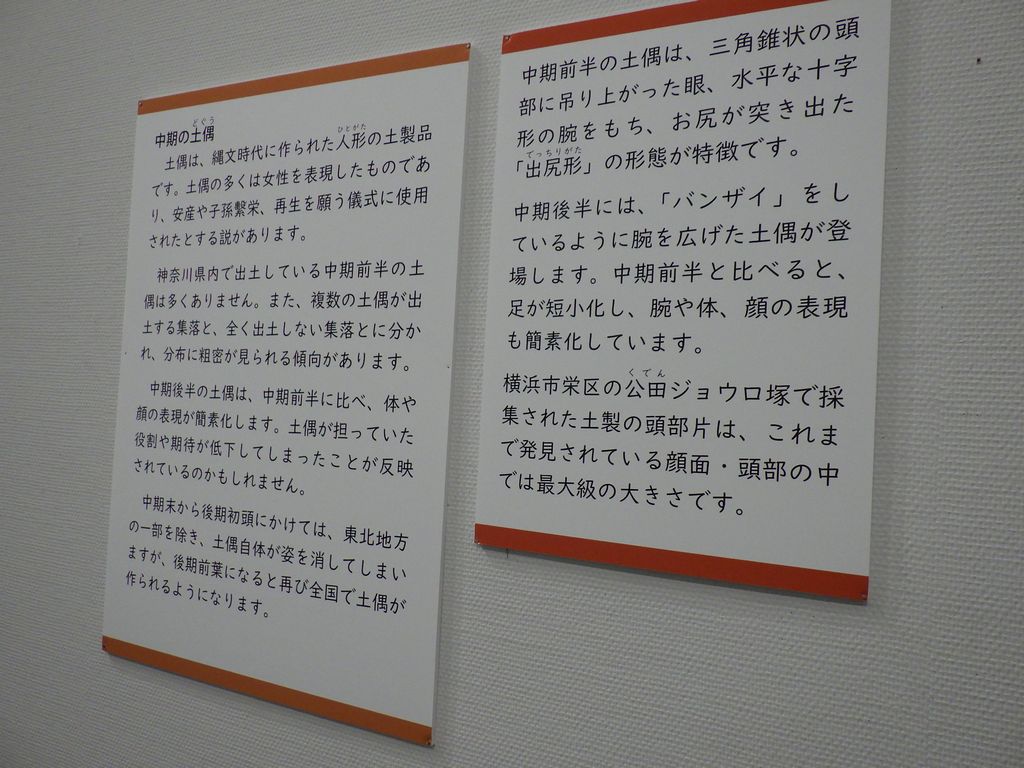 中期の土偶
どぐう
土偶は、縄文時代に作られた人形の土製品
ひとがた
です。土偶の多くは女性を表現したものであ
り、安産や子孫繁栄、再生を願う儀式に使用
されたとする説があります。
神奈川県内で出土している中期前半の土
偶は多くありません。また、複数の土偶が出
土する集落と、全く出土しない集落とに分か
れ、分布に粗密が見られる傾向があります。
中期後半の土偶は、中期前半に比べ、体や
顔の表現が簡素化します。土偶が担っていた
役割や期待が低下してしまったことが反映
されているのかもしれません。
中期末から後期初頭にかけては、東北地方
の一部を除き、土偶自体が姿を消してしまい
ますが、後期前葉になると再び全国で土偶が
作られるようになります。
中期前半の土偶は、三角錐状の頭
部に吊り上がった眼、水平な十字
形の腕をもち、お尻が突き出た
「出尻形」の形態が特徴です。
でっちりがた
中期後半には、「バンザイ」をし
ているように腕を広げた土偶が登
場します。中期前半と比べると、
足が短小化し、腕や体、顔の表現
も簡素化しています。
横浜市栄区の公田ジョウロ塚で採
くでん
集された土製の頭部片は、これま
で発見されている顔面・頭部の中
では最大級の大きさです。